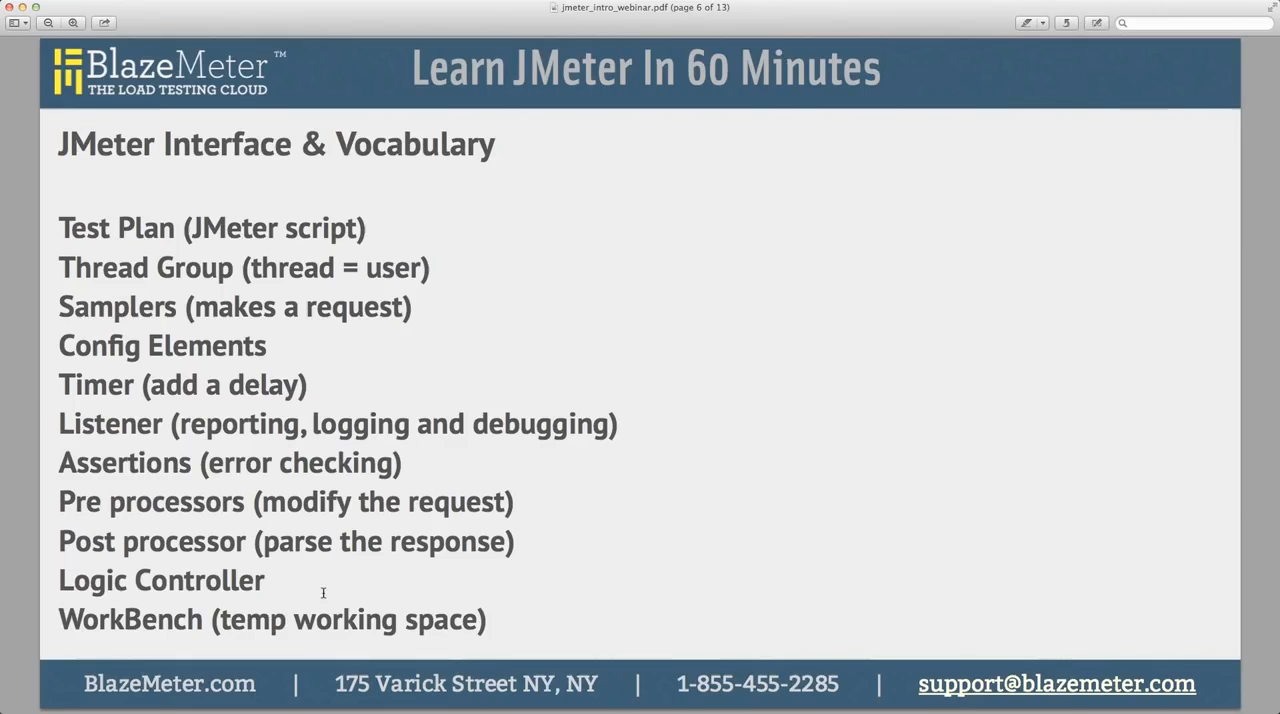 jmeter_intro_webinar.pdf (page 6 of 13)
BlazeMeter™
THE LOAD TESTING CLOUD
Learn JMeter In 60 Minutes
JMeter Interface & Vocabulary
Test Plan (JMeter script)
Thread Group (thread = user)
Samplers (makes a request)
Config Elements
Timer (add a delay)
Listener (reporting, logging and debugging)
Assertions (error checking)
Pre processors (modify the request)
Post processor (parse the response)
Logic Controller
WorkBench (temp working space)
BlazeMeter.com | 175 Varick Street NY, NY | 1-855-455-2285 | support@blazemeter.com